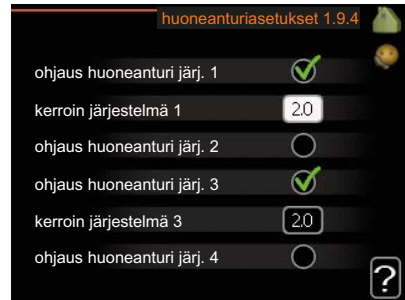 huoneanturiasetukset 1.9.4
ohjaus huoneanturi järj. 1
kerroin järjestelmä 1 2.0
ohjaus huoneanturi järj. 2
ohjaus huoneanturi järj. 3
kerroin järjestelmä 3 2.0
ohjaus huoneanturi järj. 4
?